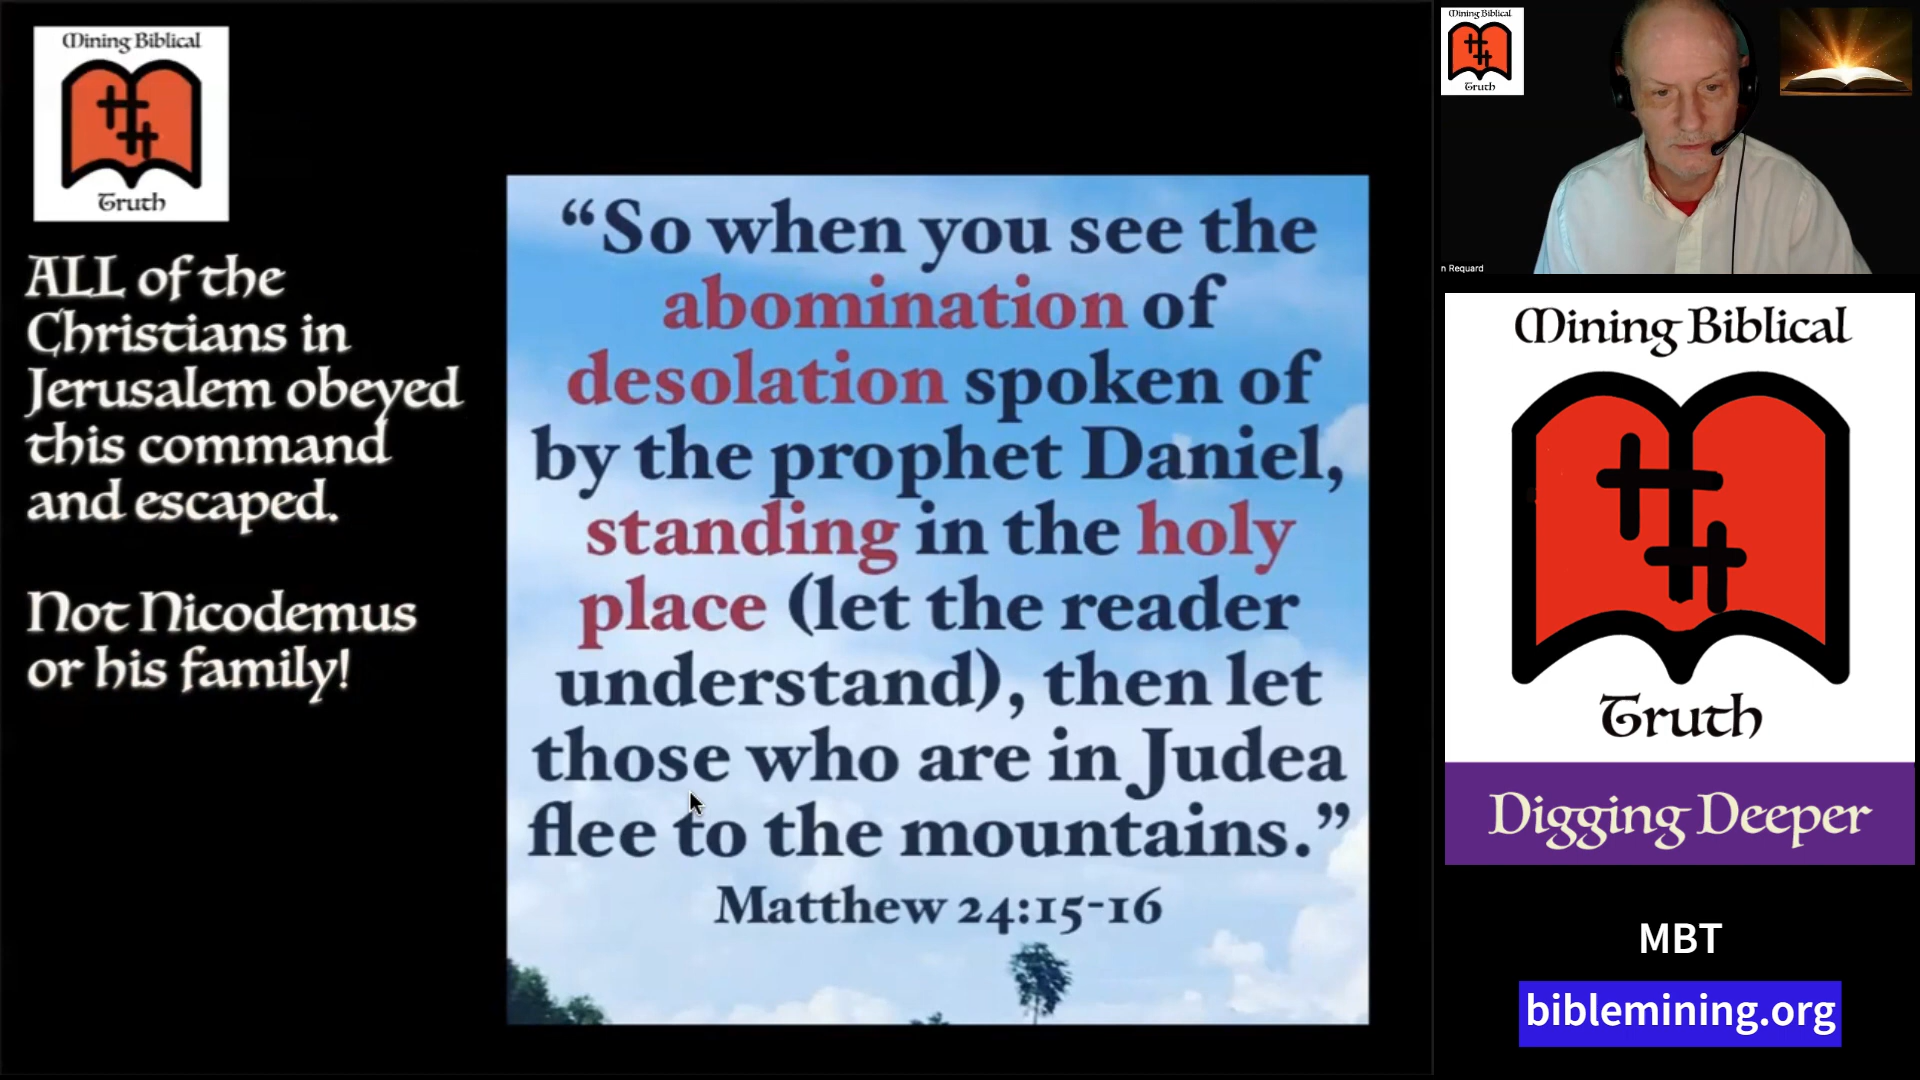 Mining Biblical
Truth
ALL of the
Christians in
Jerusalem obeyed
this command
and escaped.
Not Nicodemus
or his family!
“So when you see the
abomination of
desolation spoken of
by the prophet Daniel,
standing in the holy
place (let the reader
understand), then let
those who are in Judea
flee to the mountains.”
Matthew 24:15-16
Mining Biblical
Truth
n Requard
Mining Biblical
Truth
Digging Deeper
MBT
biblemining.org